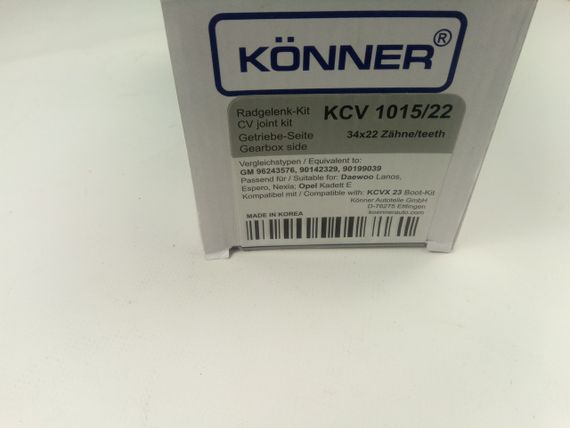 KÖNNER®
Radgelenk-Kit KCV 1015/22
CV joint kit
Getriebe-Seite 34x22 Zähne/teeth
Gearbox side
Vergleichstypen / Equivalent to:
GM 96243576, 90142329, 90199039
Passend für / Suitable for: Daewoo Lanos,
Espero, Nexia; Opel Kadett E
Kompatibel mit / Compatible with: KCVX 23 Boot-Kit
Könner Autoteile GmbH
D-76275 Ettlingen
MADE IN KOREA koennerauto.com